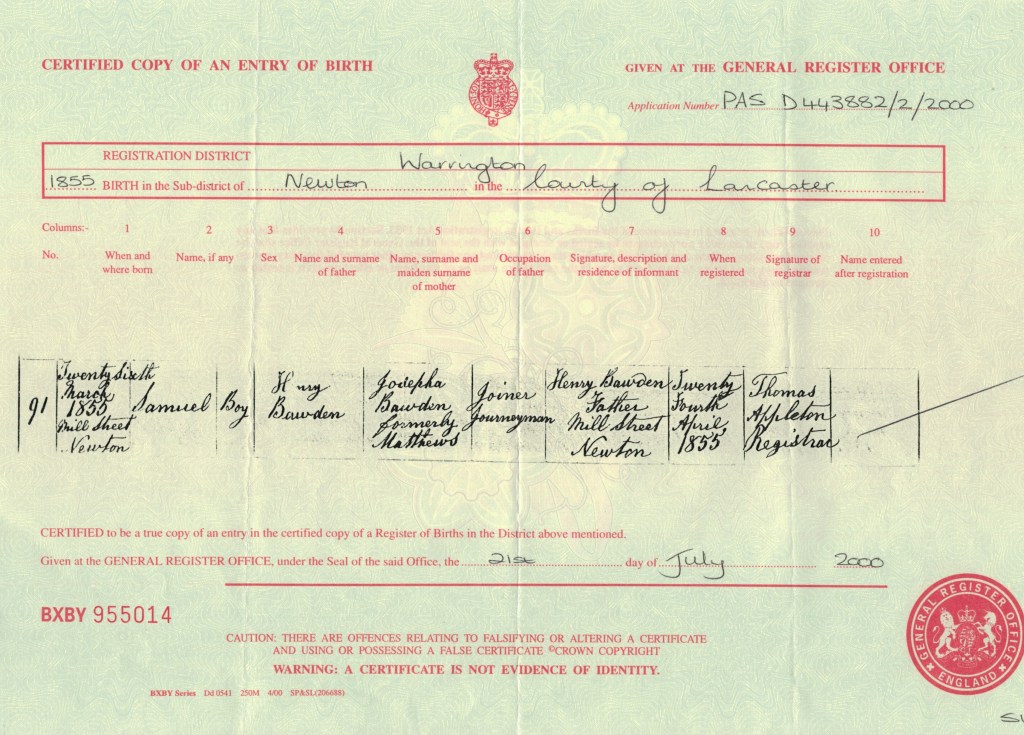 CERTIFIED COPY OF AN ENTRY OF BIRTH
GIVEN AT THE GENERAL REGISTER OFFICE
Application Number PAS D443882/2/2000
REGISTRATION DISTRICT Warrington
1855 BIRTH in the Sub-district of Newton in the County of Lancaster
Columns:- 1 2 3 4 5 6 7 8 9 10
No. When and where born Name, if any Sex Name and surname of father Name, surname and maiden surname of mother Occupation of father Signature, description and residence of informant When registered Signature of registrar Name entered after registration
91
Twenty Sixth
March
1855
Mill Street
Newton
Samuel
Boy
Henry
Bawden
Josepha
Bawden
formerly
Matthews
Joiner
Journeyman
Henry Bawden
Father
Mill Street
Newton
Twenty
Fourth
April,
1855
Thomas
Appleton
Registrar
CERTIFIED to be a true copy of an entry in the certified copy of a Register of Births in the District above mentioned.
Given at the GENERAL REGISTER OFFICE, under the Seal of the said Office, the 21st day of July 2000
BXBY 955014
CAUTION: THERE ARE OFFENCES RELATING TO FALSIFYING OR ALTERING A CERTIFICATE
AND USING OR POSSESSING A FALSE CERTIFICATE ©CROWN COPYRIGHT
WARNING: A CERTIFICATE IS NOT EVIDENCE OF IDENTITY.
BXBY Series Dd 0541 250M 4/00 SP&SL(206688)
GENERAL REGISTER OFFICE
ENGLAND